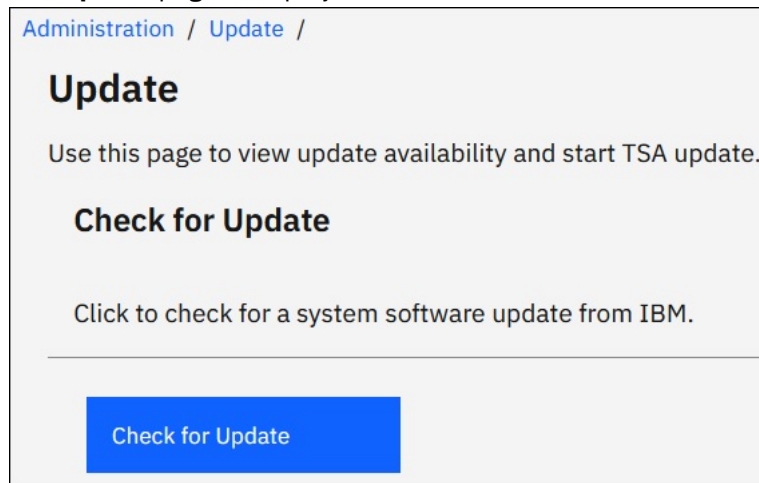 Administration / Update /
Update
Use this page to view update availability and start TSA update.
Check for Update
Click to check for a system software update from IBM.
Check for Update